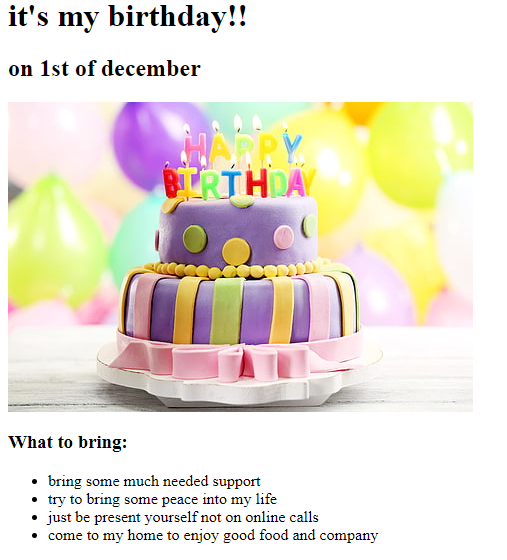 it's my birthday!!
on 1st of december
HAPPY
BIRTHDAY
What to bring:
bring some much needed support
try to bring some peace into my life
just be present yourself not on online calls
come to my home to enjoy good food and company